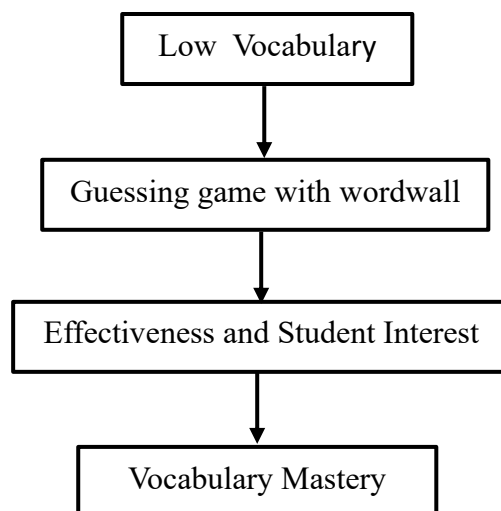 Low Vocabulary
Guessing game with wordwall
Effectiveness and Student Interest
Vocabulary Mastery